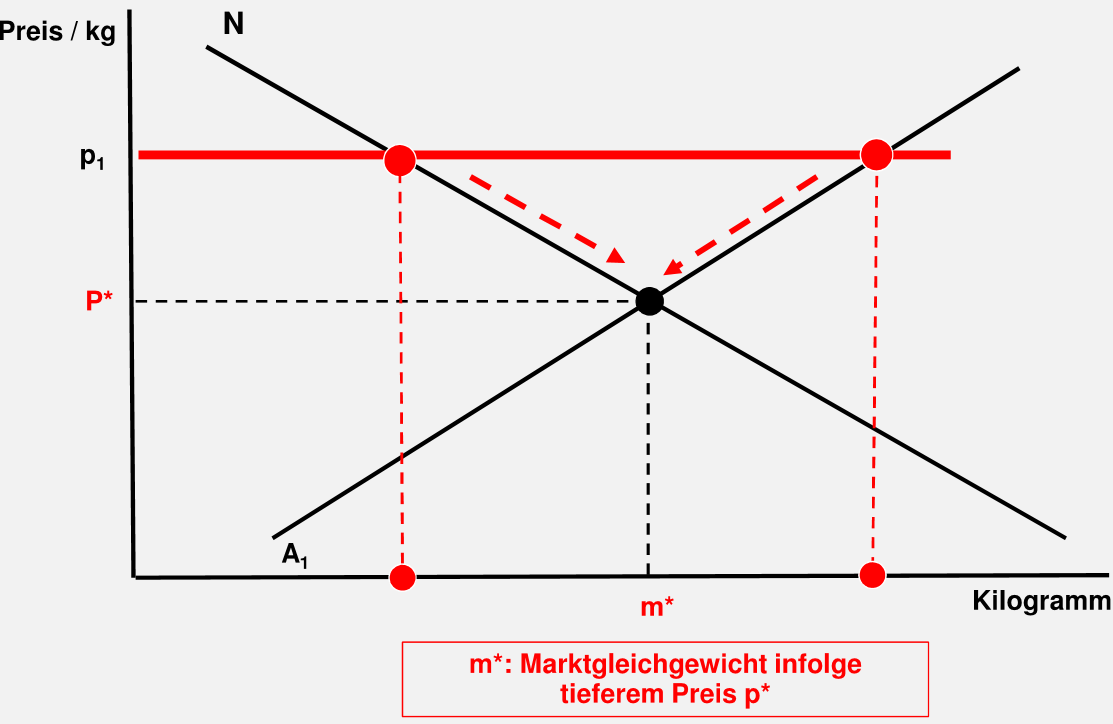 N
Preis / kg
p₁
P*
A₁
m*
Kilogramm
m*: Marktgleichgewicht infolge
tieferem Preis p*